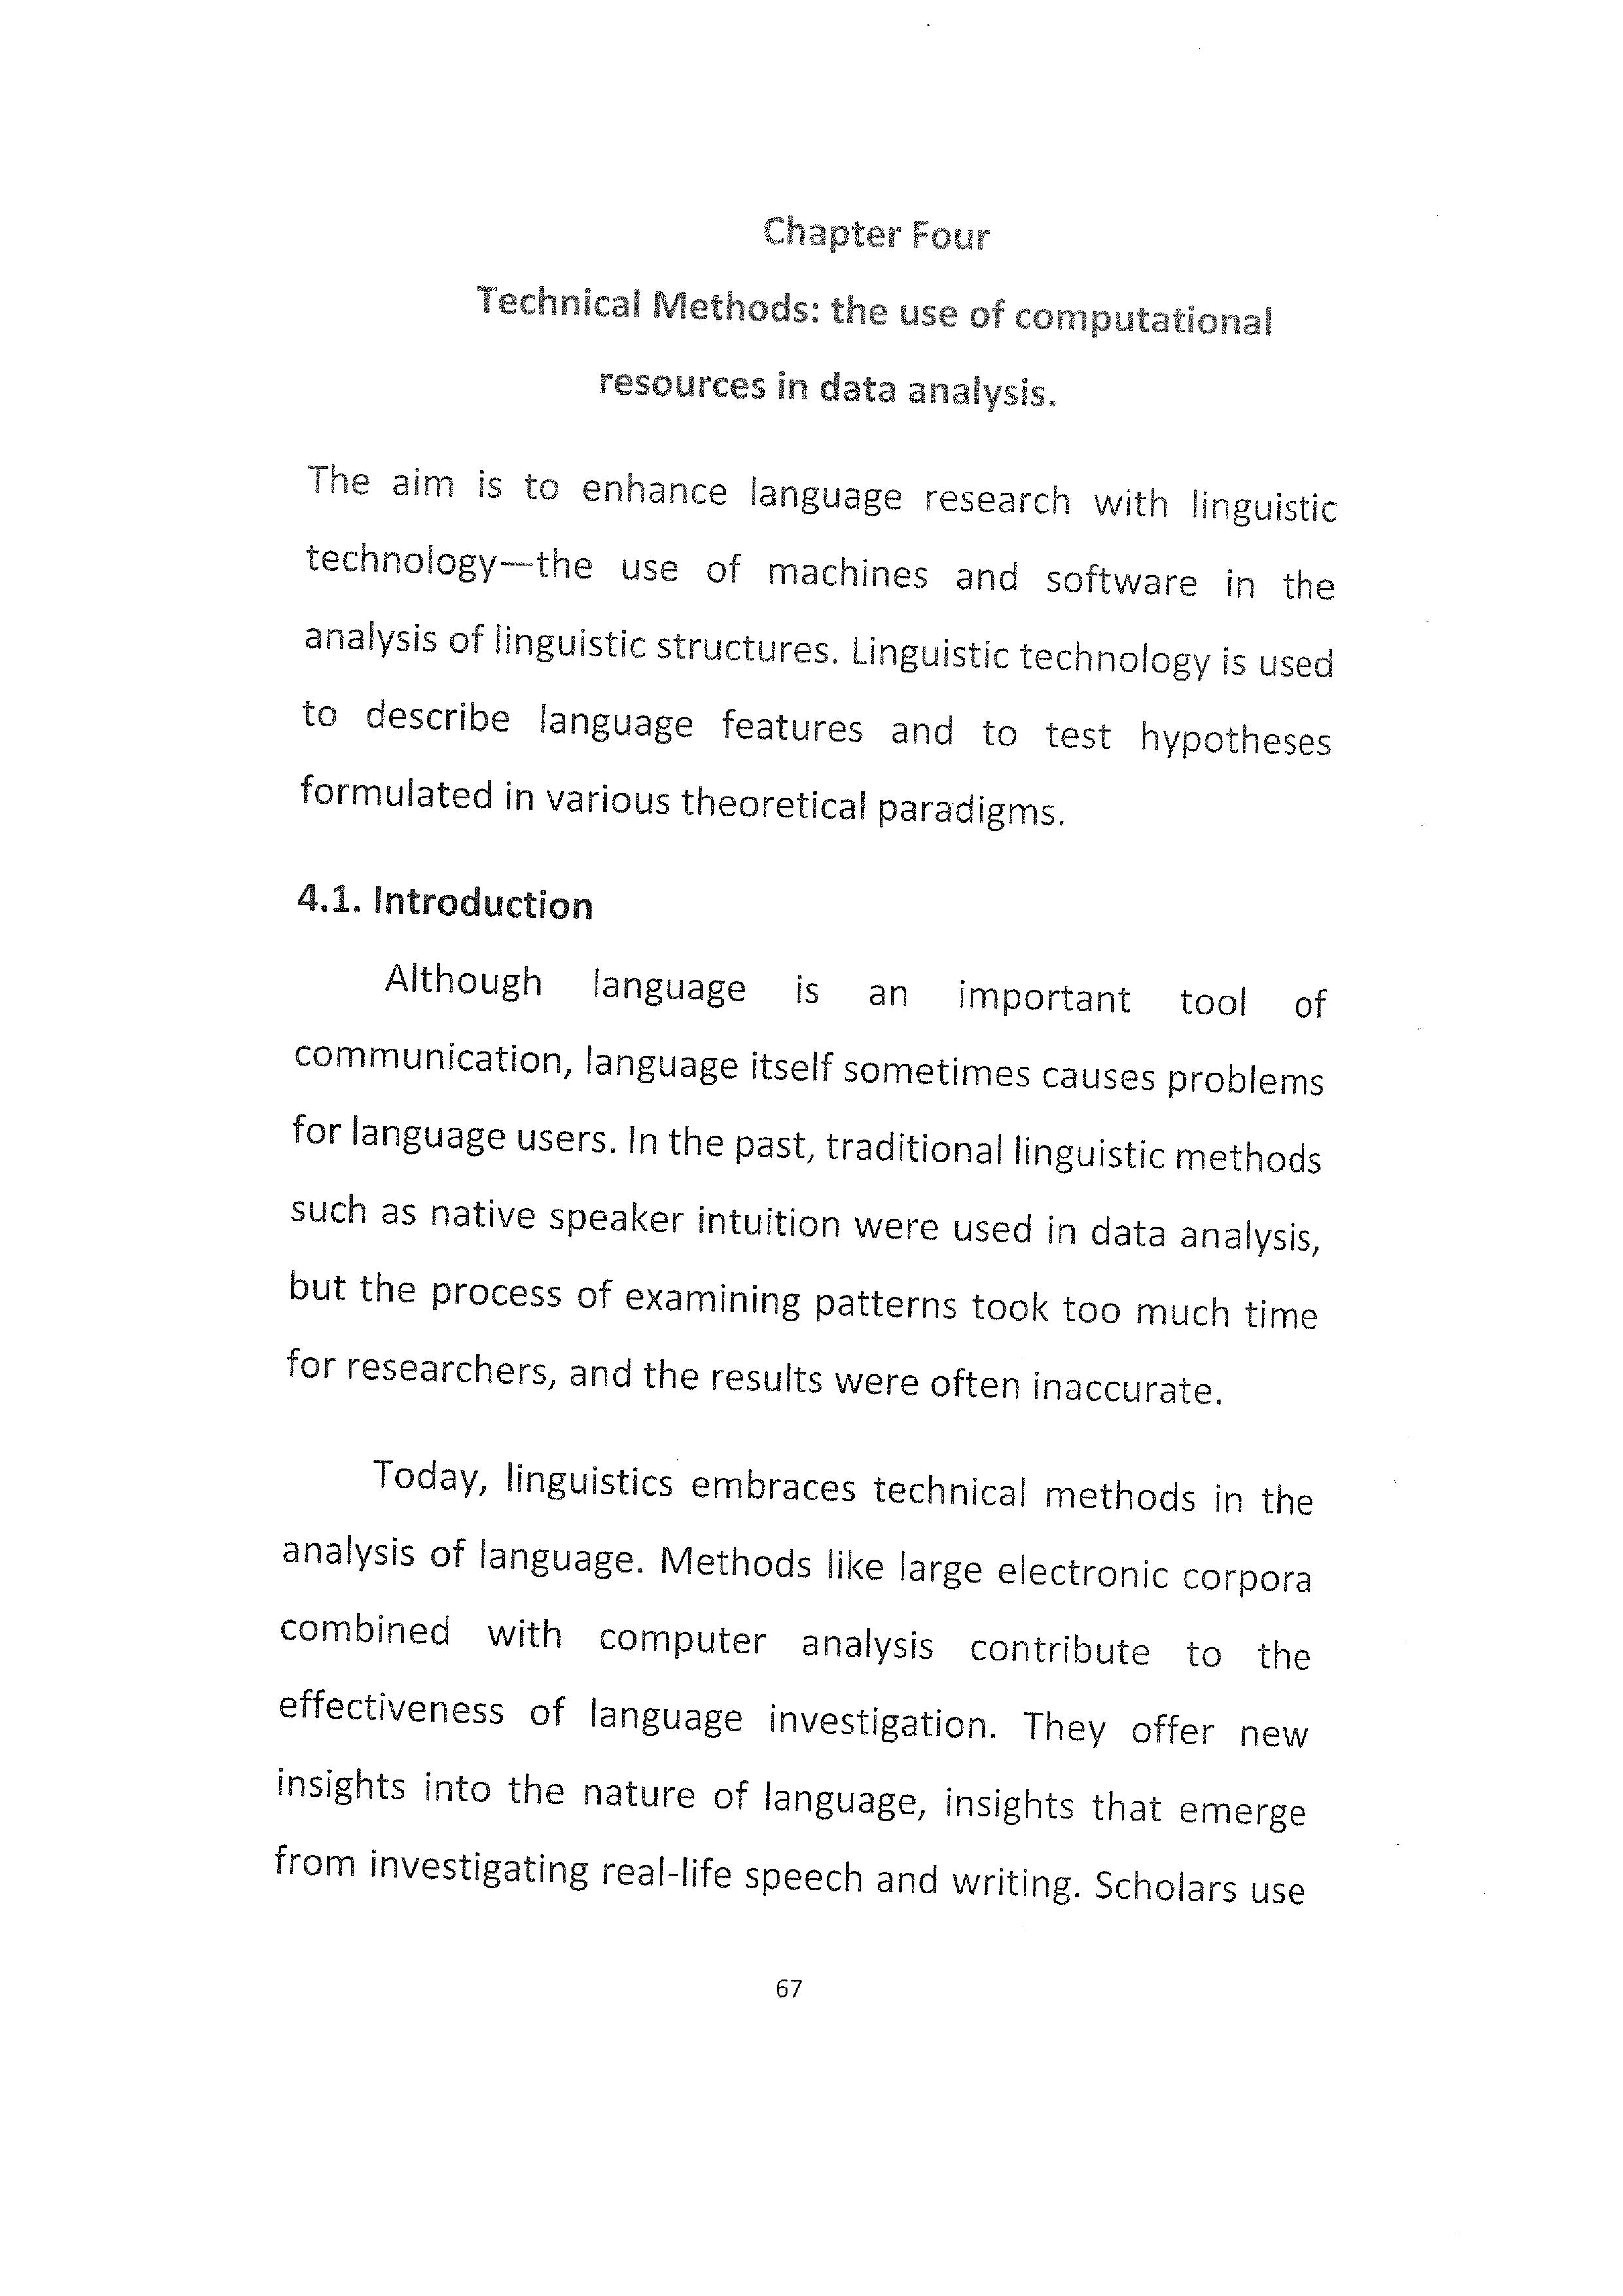 Chapter Four
Technical Methods: the use of computational
resources in data analysis.
The aim is to enhance language research with linguistic
technology—the use of machines and software in the
analysis of linguistic structures. Linguistic technology is used
to describe language features and to test hypotheses
formulated in various theoretical paradigms.
4.1. Introduction
Although language is an important tool of
communication, language itself sometimes causes problems
for language users. In the past, traditional linguistic methods
such as native speaker intuition were used in data analysis,
but the process of examining patterns took too much time
for researchers, and the results were often inaccurate.
Today, linguistics embraces technical methods in the
analysis of language. Methods like large electronic corpora
combined with computer analysis contribute to the
effectiveness of language investigation. They offer new
insights into the nature of language, insights that emerge
from investigating real-life speech and writing. Scholars use
67